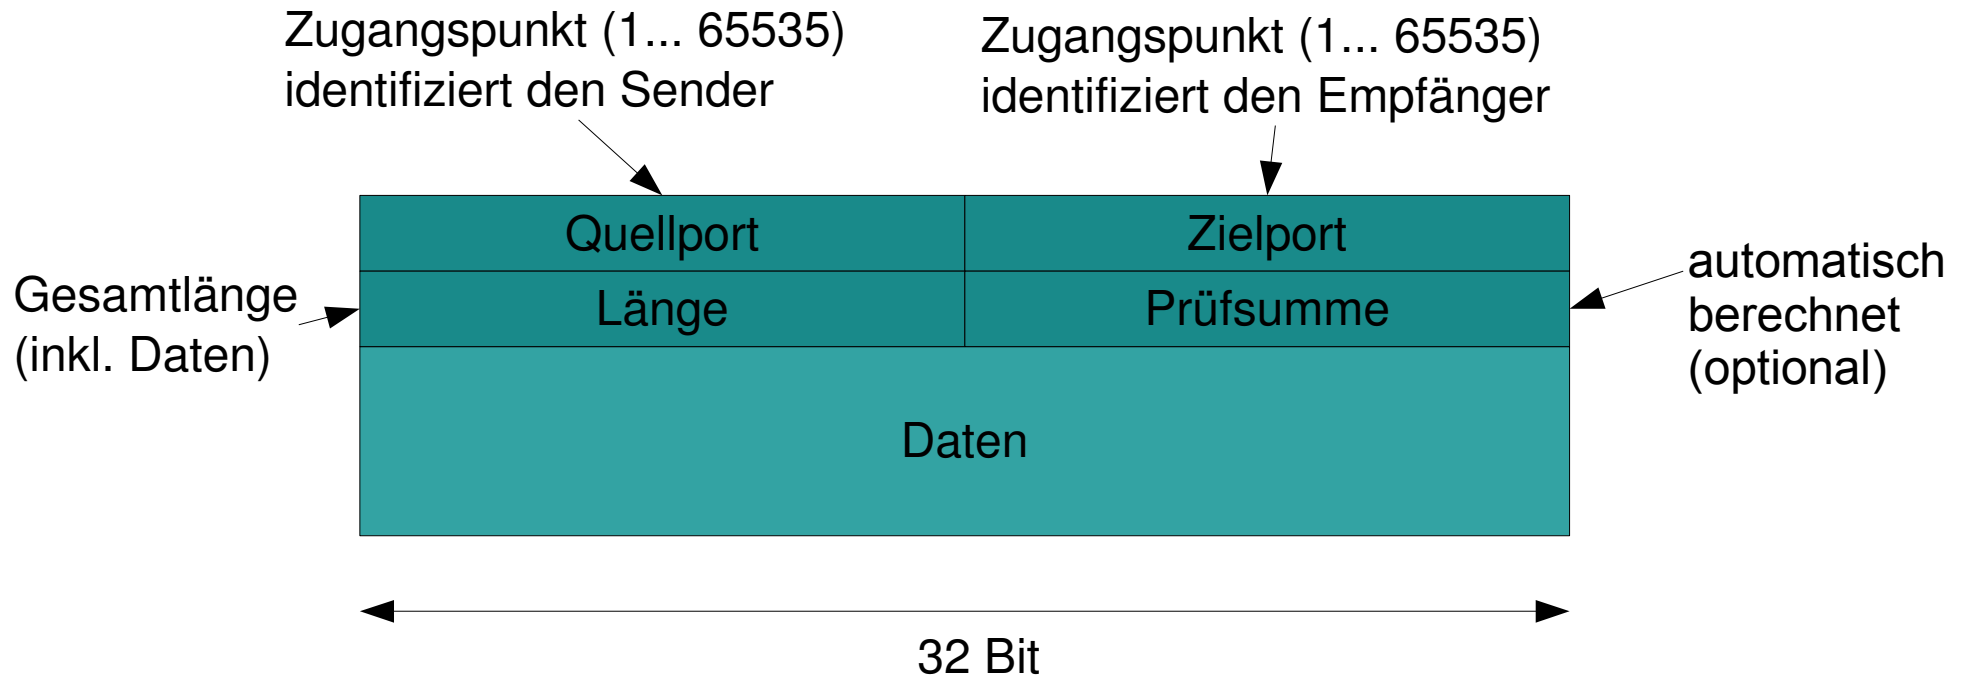 Zugangspunkt (1... 65535)
identifiziert den Sender
Zugangspunkt (1... 65535)
identifiziert den Empfänger
Quellport
Zielport
Gesamtlänge
(inkl. Daten)
Länge
Prüfsumme
automatisch
berechnet
(optional)
Daten
32 Bit